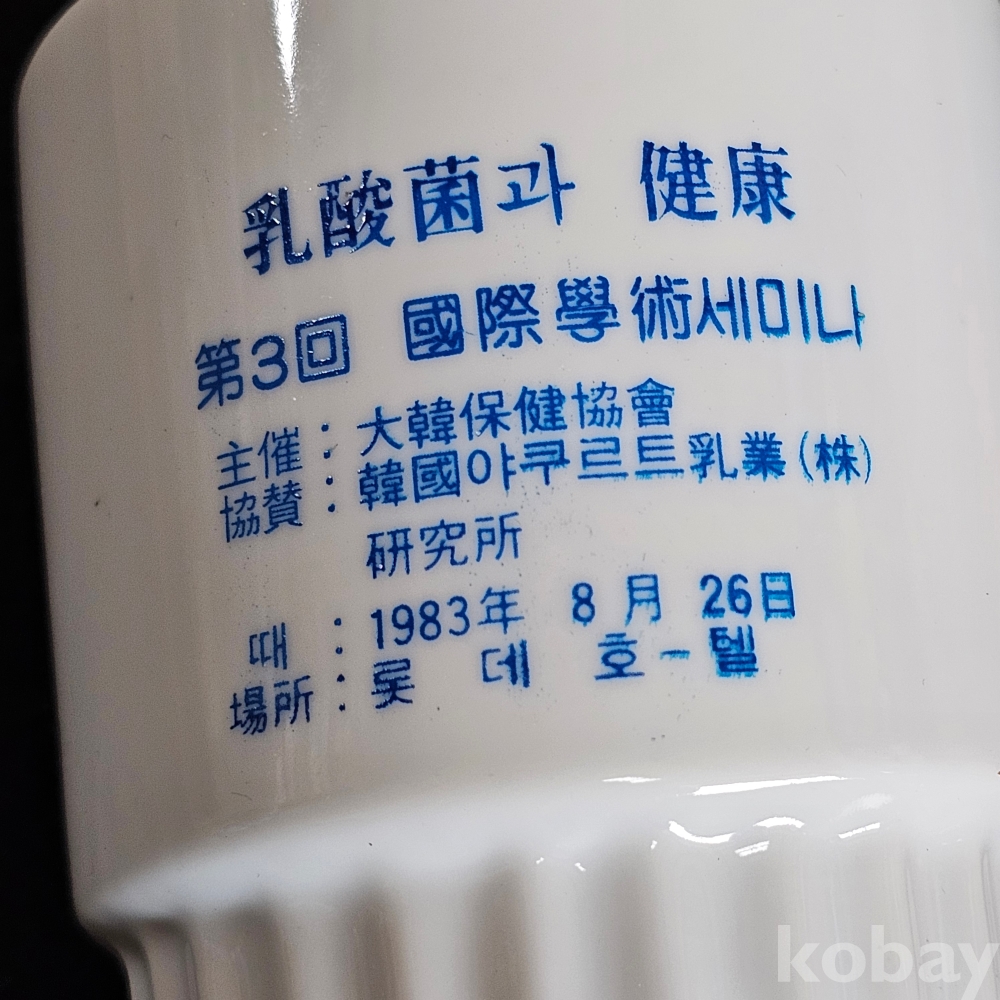 乳酸菌과 健康
第3回 國際學術세미나
主催 : 大韓保健協會
協贊 : 韓國야쿠르트乳業(株)
研究所
때 : 1983年 8月 26日
場所 : 롯데호-텔
kobay